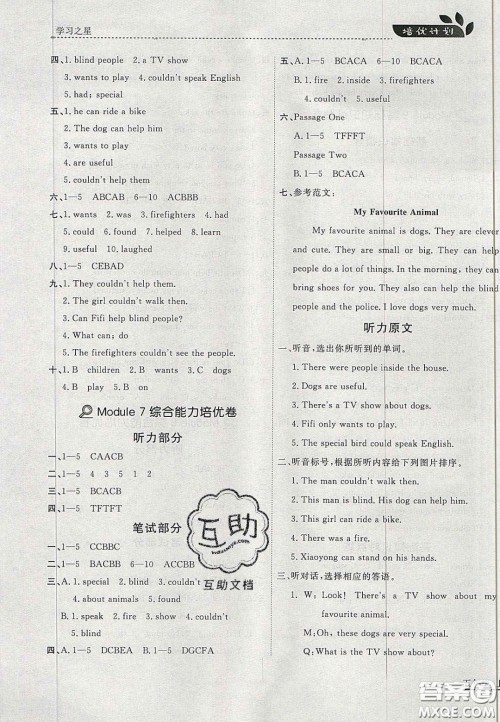 学习之星
培优计划
四、1. blind people 2. a TV show
3. wants to play 4. couldn't speak English
5. had; special
五、1. he can ride a bike
2. The dog can help him
3. wants to play
4. are useful
5. couldn't help them
六、1—5 ABCAB 6—10 ACBBB
七、1. wants 2. was 3. firefighters 4. had
5. could 6. found 7. helped 8. learn
9. useful 10. laughed
八、1—5 CEBAD
九、1. They couldn't help them.
2. The girl couldn't walk then.
3. Can Fifi help blind people?
4. What can; do
5. The firefighters couldn't see the people.
十、1. B children 2. B walk 3. C dogs
4. B play 5. B on
Module 7 综合能力培优卷
听力部分
一、1—5 CAACB
二、1—5 4 3 5 1 2
三、1—5 BCACB
四、1—5 TFTFT
笔试部分
一、1—5 CCBBC
二、1—5 BACDB 6—10 ACCBB
三、A. 1. special 2. blind 3. couldn't
4. about animals 5. found
B. 1. speak 2. fire 3. show 4. couldn't
5. blind
四、A. 1—5 DCBEA B. 1—5 DGCFA
五、A. 1—5 BCACA 6—10 BCACA
B. 1. fire 2. inside 3. firefighters
4. couldn't 5. useful
六、Passage One
A. 1—5 TFFFT
Passage Two
B. 1—5 BCACA
七、参考范文:
My Favourite Animal
My favourite animal is dogs. They are clever
and cute. They are small or big. They can help
people do a lot of things. In the morning, they can
bring shoes for you. They can also help the blind
people and the police. I love dogs very much.
听力原文
一、听音,选出你所听到的单词。
1. There were people inside the house.
2. Dogs are useful.
3. There's a TV show about dogs.
4. Fifi only wants to play.
5. The special bird could speak English.
二、听音标号,根据所听内容给下列图片排序。
1. The man couldn't walk then.
2. This man is blind. His dog can help him.
3. This girl can ride a bike.
4. There was a fire.
5. Xiaoyong can stand on his hands.
三、听对话,选择相应的答语。
1. W: Look! There's a TV show about my
favourite animal.
M: Oh, these dogs are very special.
Q: What is the TV show about?
互助
互助文档
答案圈
MXQE.COM